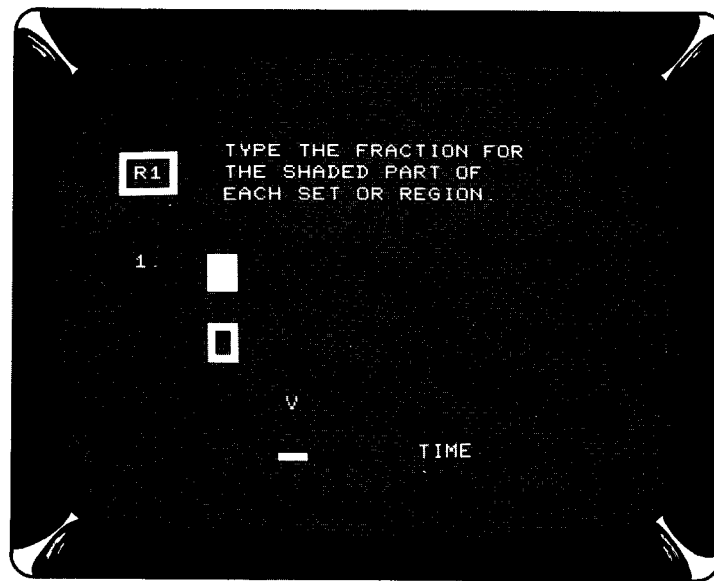 TYPE THE FRACTION FOR
R1 THE SHADED PART OF
EACH SET OR REGION.
1.
V
TIME